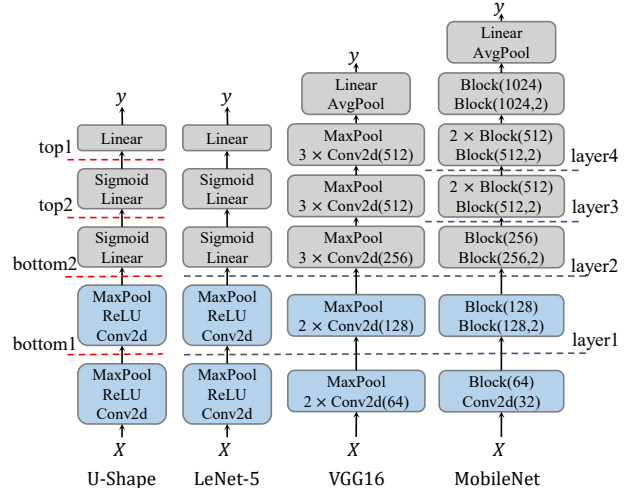 y
Linear
AvgPool
y
Block(1024)
Block(1024,2)
Linear
AvgPool
y
y
top1
Linear
Linear
MaxPool
3 × Conv2d(512)
2 × Block(512)
Block(512,2)
layer4
top2
Sigmoid
Linear
Sigmoid
Linear
MaxPool
3 × Conv2d(512)
2 × Block(512)
Block(512,2)
layer3
bottom2
Sigmoid
Linear
Sigmoid
Linear
MaxPool
3 × Conv2d(256)
Block(256)
Block(256,2)
layer2
MaxPool
ReLU
Conv2d
MaxPool
ReLU
Conv2d
MaxPool
2 × Conv2d(128)
Block(128)
Block(128,2)
bottom1
layer1
MaxPool
ReLU
Conv2d
MaxPool
ReLU
Conv2d
MaxPool
2 × Conv2d(64)
Block(64)
Conv2d(32)
X
X
X
X
U-Shape
LeNet-5
VGG16
MobileNet